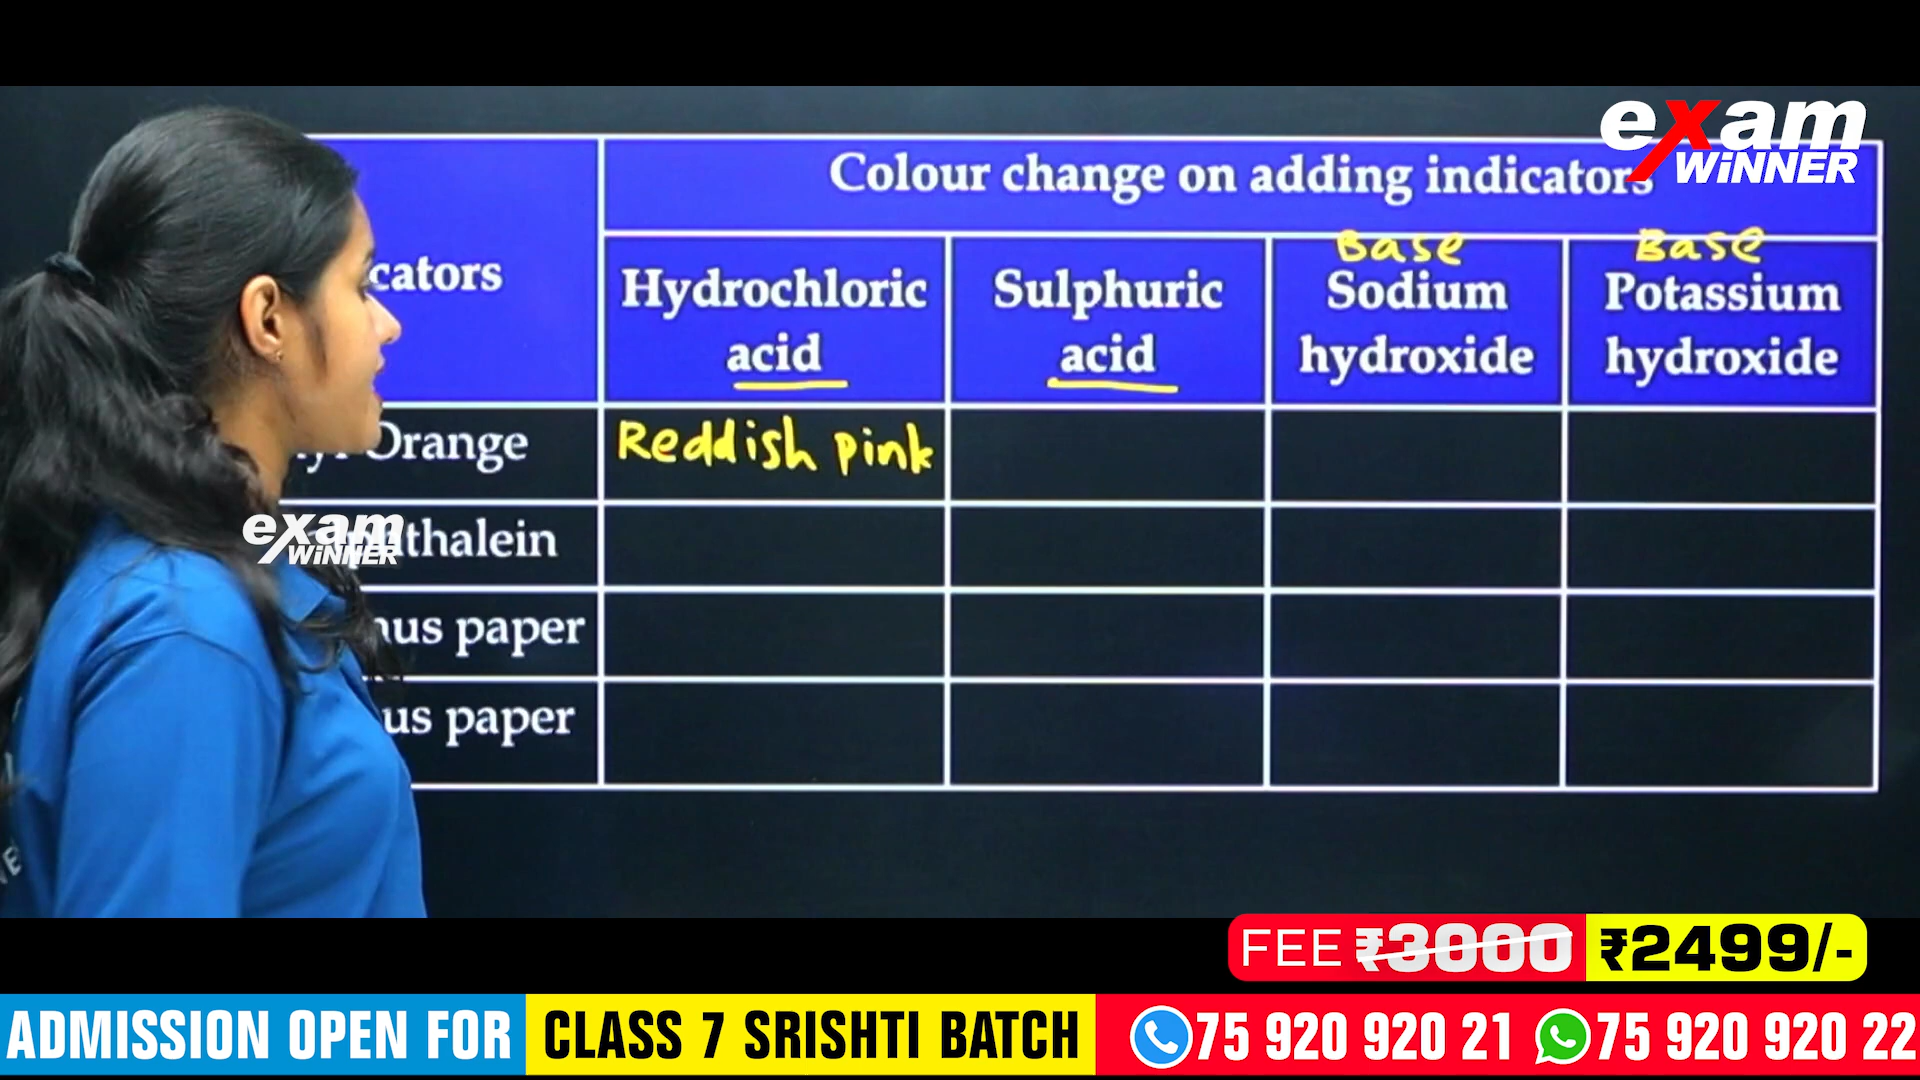 exam
WiNNER
Colour change on adding indicators
cators
Base
Base
Hydrochloric
acid
Sulphuric
acid
Sodium
hydroxide
Potassium
hydroxide
Orange
Reddish pink
exam
WiNNER
thalein
us paper
us paper
FEE ₹3000 ₹2499/-
ADMISSION OPEN FOR CLASS 7 SRISHTI BATCH 75 920 920 21 75 920 920 22